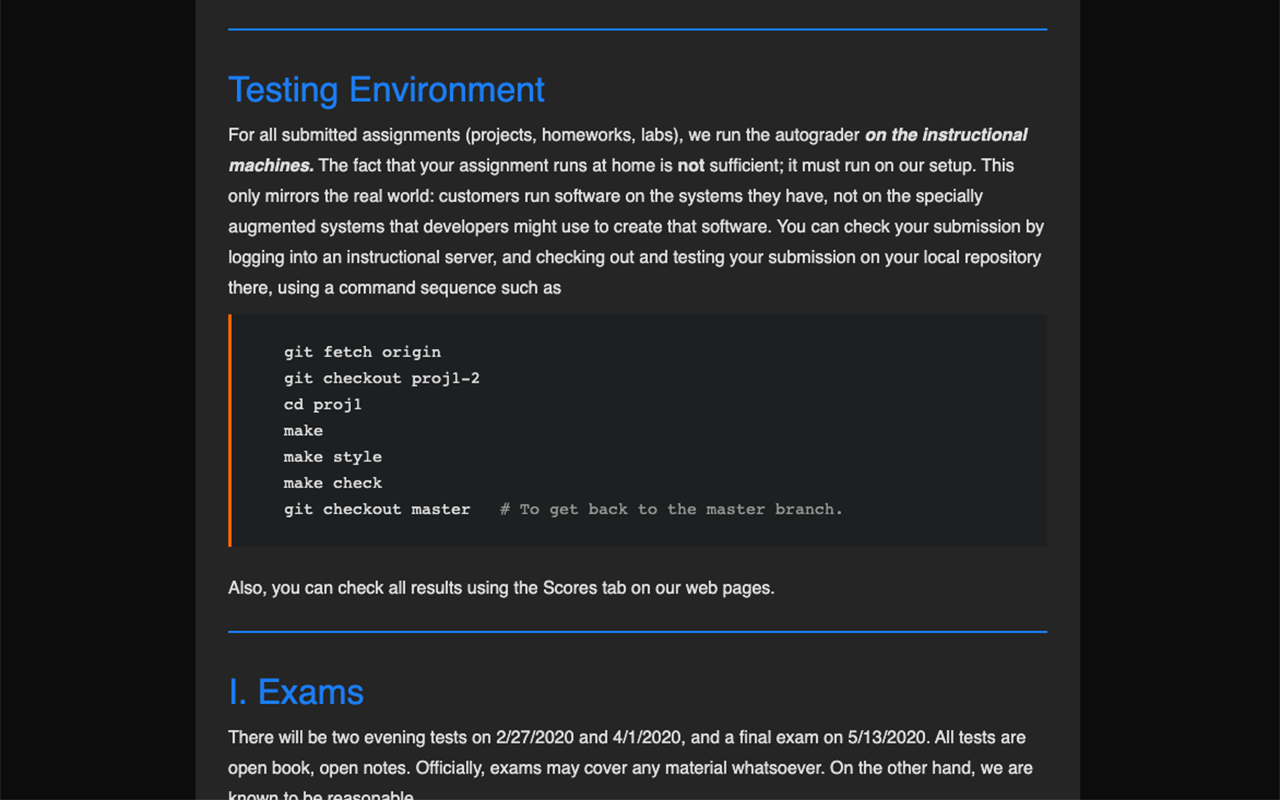 Testing Environment
For all submitted assignments (projects, homeworks, labs), we run the autograder on the instructional
machines. The fact that your assignment runs at home is not sufficient; it must run on our setup. This
only mirrors the real world: customers run software on the systems they have, not on the specially
augmented systems that developers might use to create that software. You can check your submission by
logging into an instructional server, and checking out and testing your submission on your local repository
there, using a command sequence such as
git fetch origin
git checkout proj1-2
cd proj1
make
make style
make check
git checkout master   # To get back to the master branch.
Also, you can check all results using the Scores tab on our web pages.
I. Exams
There will be two evening tests on 2/27/2020 and 4/1/2020, and a final exam on 5/13/2020. All tests are
open book, open notes. Officially, exams may cover any material whatsoever. On the other hand, we are
known to be reasonable